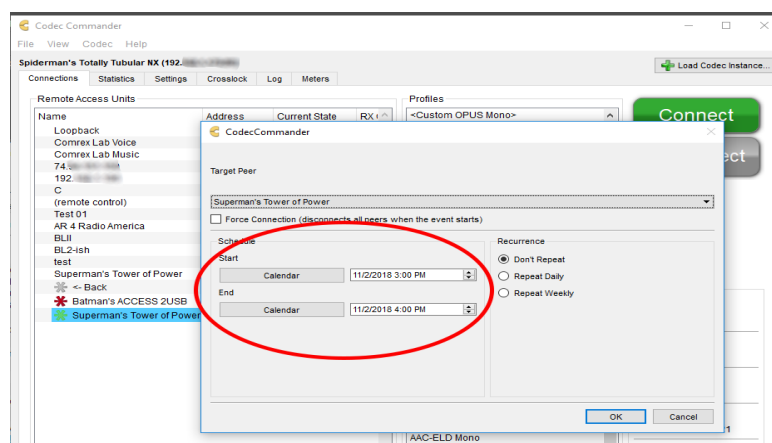 Codec Commander
File View Codec Help
Spiderman's Totally Tubular NX (192.
Load Codec Instance...
Connections Statistics Settings Crosslock Log Meters
Remote Access Units
Profiles
Name Address Current State
<Custom OPUS Mono>
Connect
Loopback
Comrex Lab Voice
Comrex Lab Music
74.
192.
C
(remote control)
Test 01
AR 4 Radio America
BLII
BL2-ish
test
Superman's Tower of Power
<- Back
Batman's ACCESS 2USB
Superman's Tower of Power
CodecCommander
Target Peer
Superman's Tower of Power
Force Connection (disconnects all peers when the event starts)
Schedule
Start
Calendar 11/2/2018 3:00 PM
End
Calendar 11/2/2018 4:00 PM
Recurrence
Don't Repeat
Repeat Daily
Repeat Weekly
OK Cancel
AAC-ELD Mono